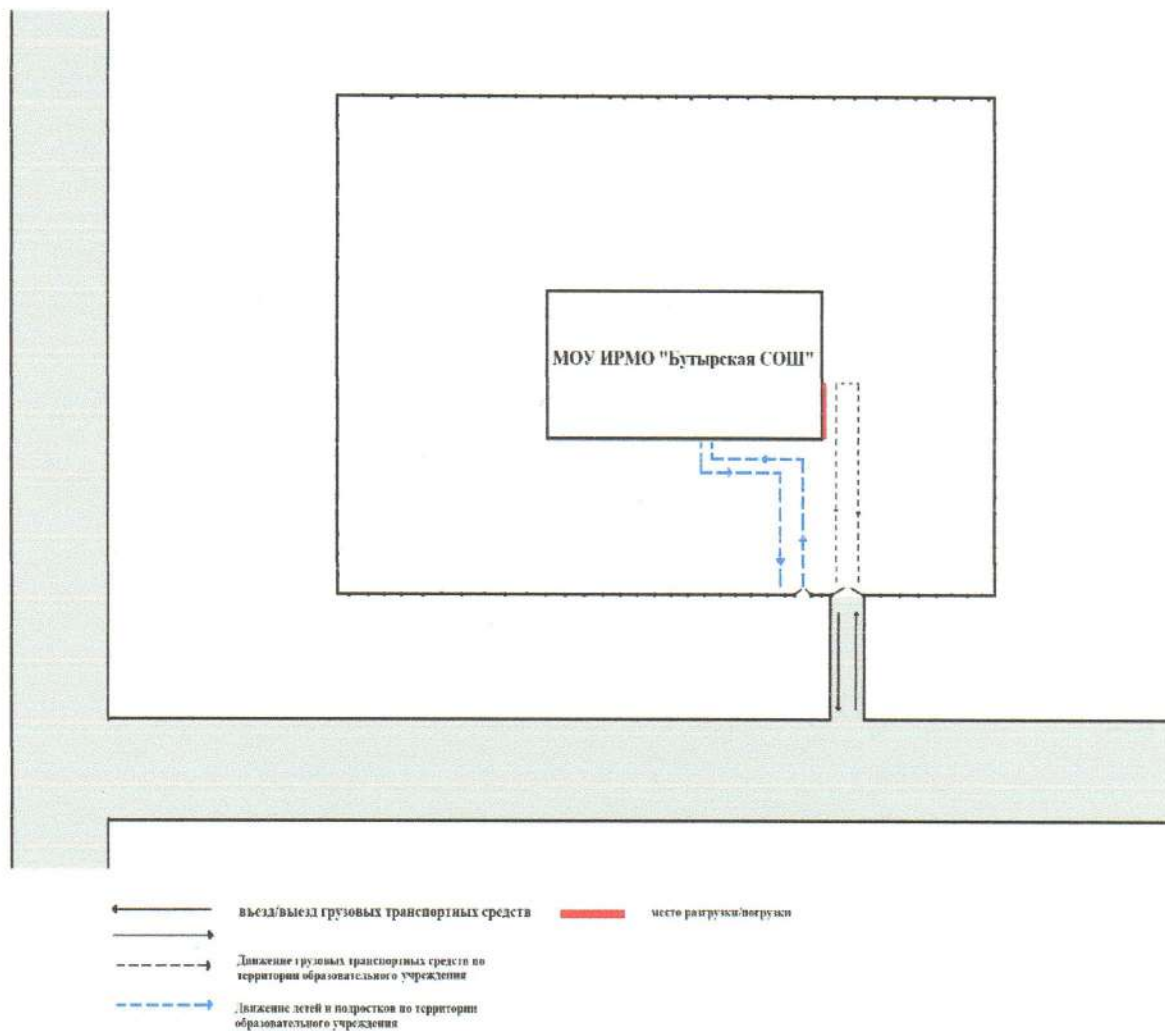 МОУ ИРМО "Бутырская СОШ"
въезд/выезд грузовых транспортных средств
место разгрузки/погрузки
Движение грузовых транспортных средств по
территории образовательного учреждения
Движение детей и подростков по территории
образовательного учреждения